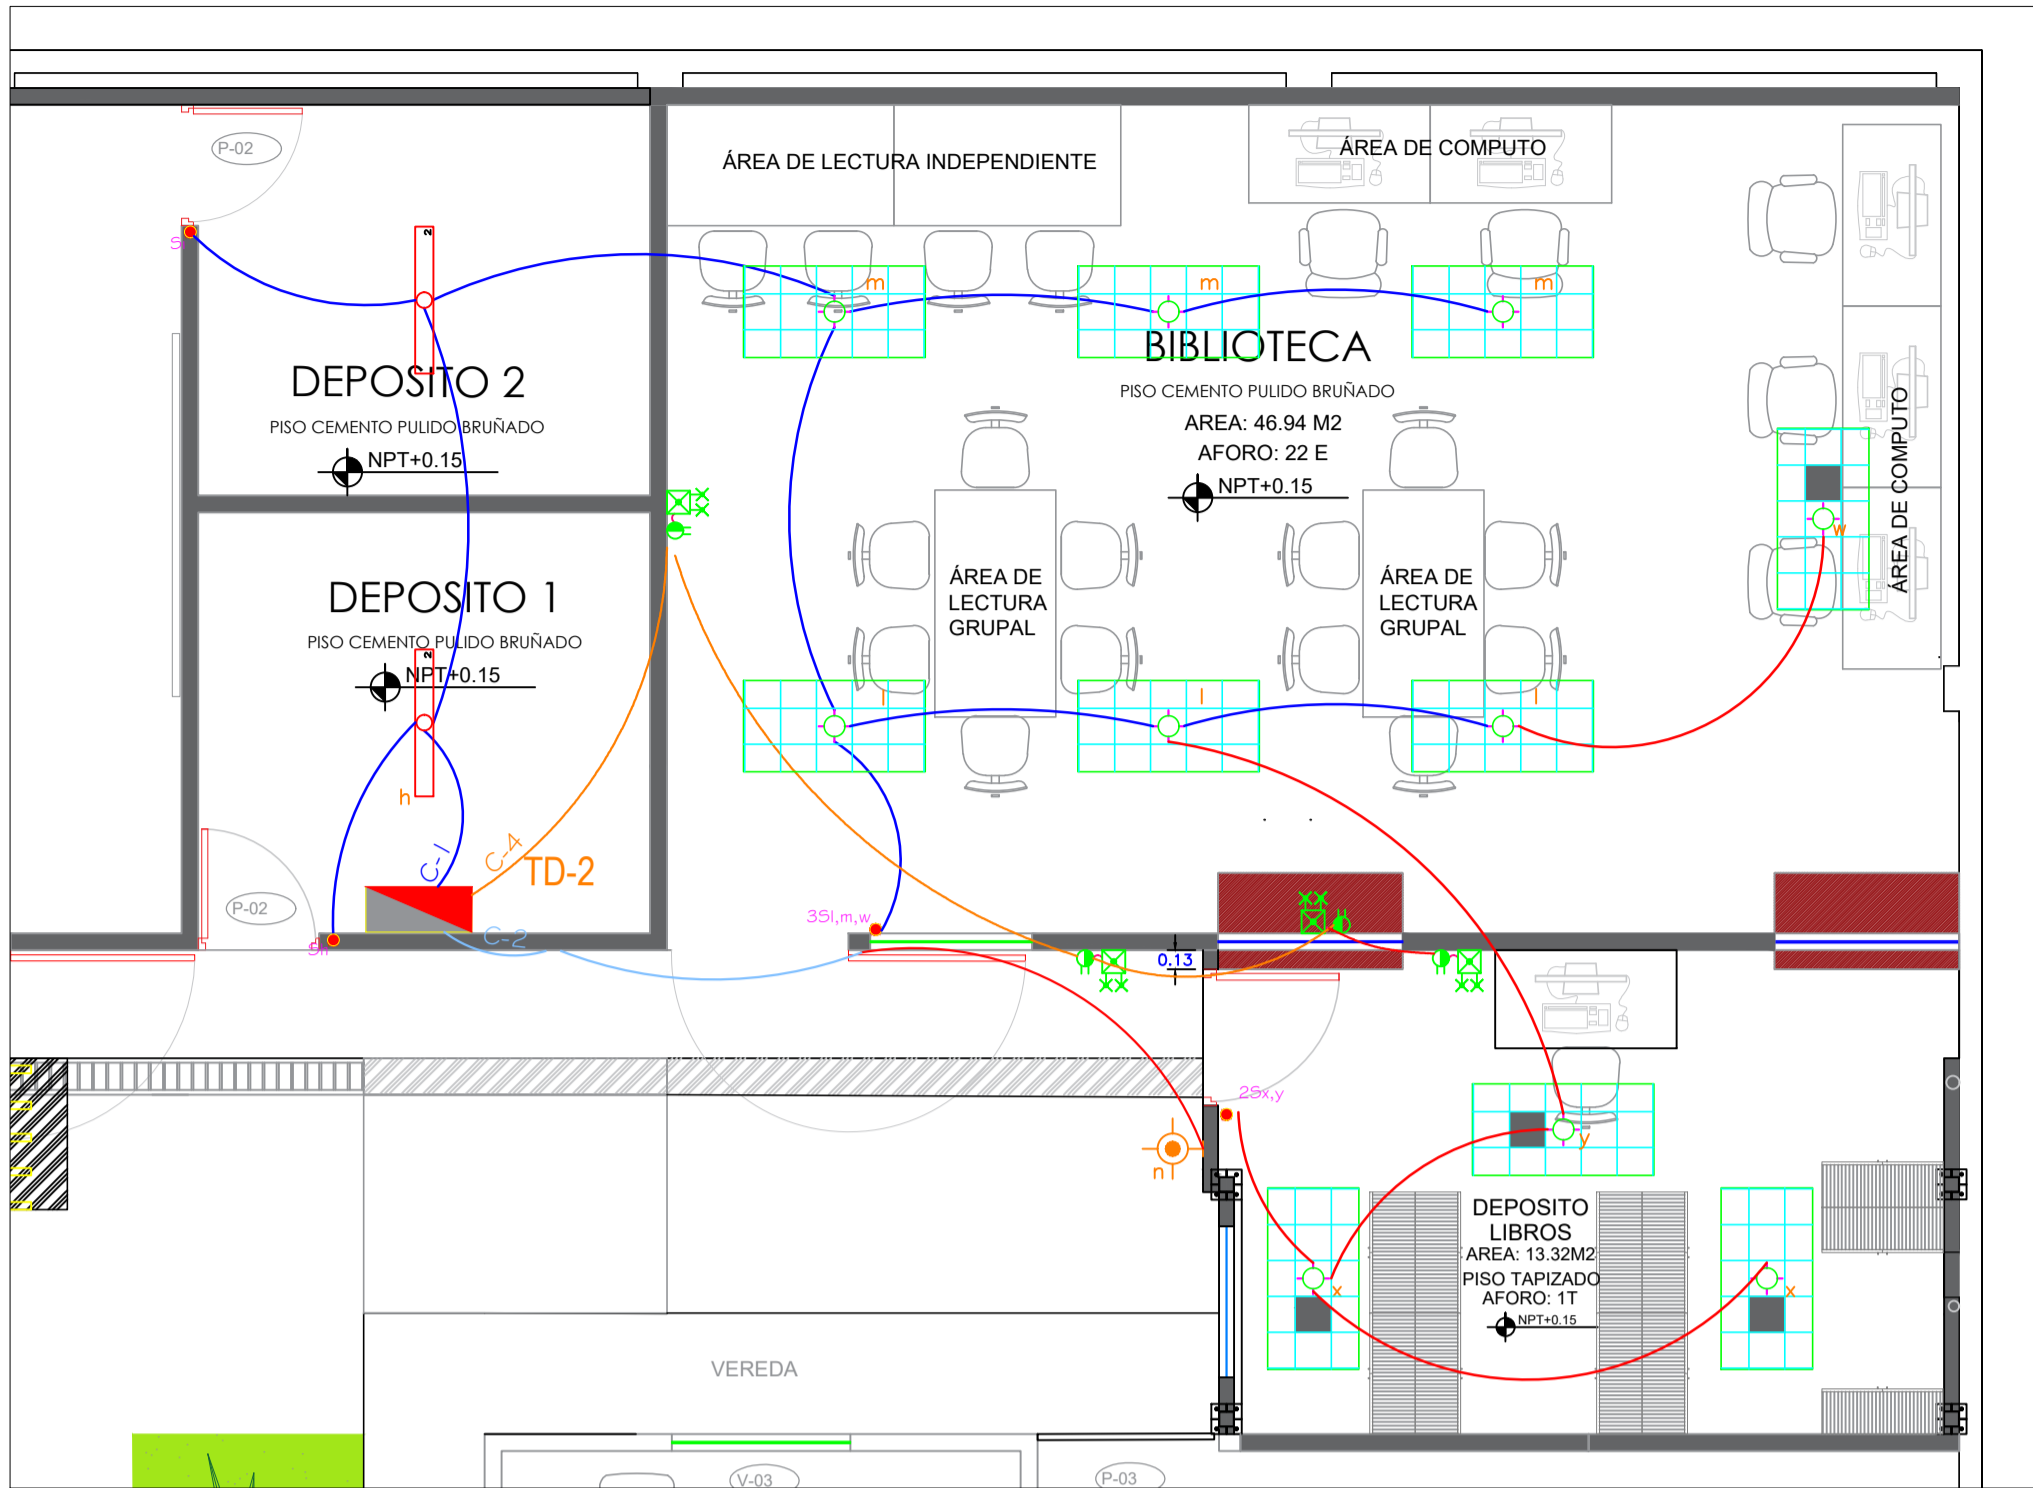 P-02
ÁREA DE LECTURA INDEPENDIENTE
ÁREA DE COMPUTO
2
m
m
m
DEPOSITO 2
PISO CEMENTO PULIDO BRUÑADO
NPT+0.15
BIBLIOTECA
PISO CEMENTO PULIDO BRUÑADO
AREA: 46.94 M2
AFORO: 22 E
NPT+0.15
ÁREA DE COMPUTO
w
DEPOSITO 1
PISO CEMENTO PULIDO BRUÑADO
2
NPT+0.15
ÁREA DE
LECTURA
GRUPAL
ÁREA DE
LECTURA
GRUPAL
l
l
l
h
C-1
C-4
TD-2
P-02
C-2
3Sl,m,w
0.13
2Sx,y
n
y
x
x
DEPOSITO
LIBROS
AREA: 13.32M2
PISO TAPIZADO
AFORO: 1T
NPT+0.15
VEREDA
V-03
P-03